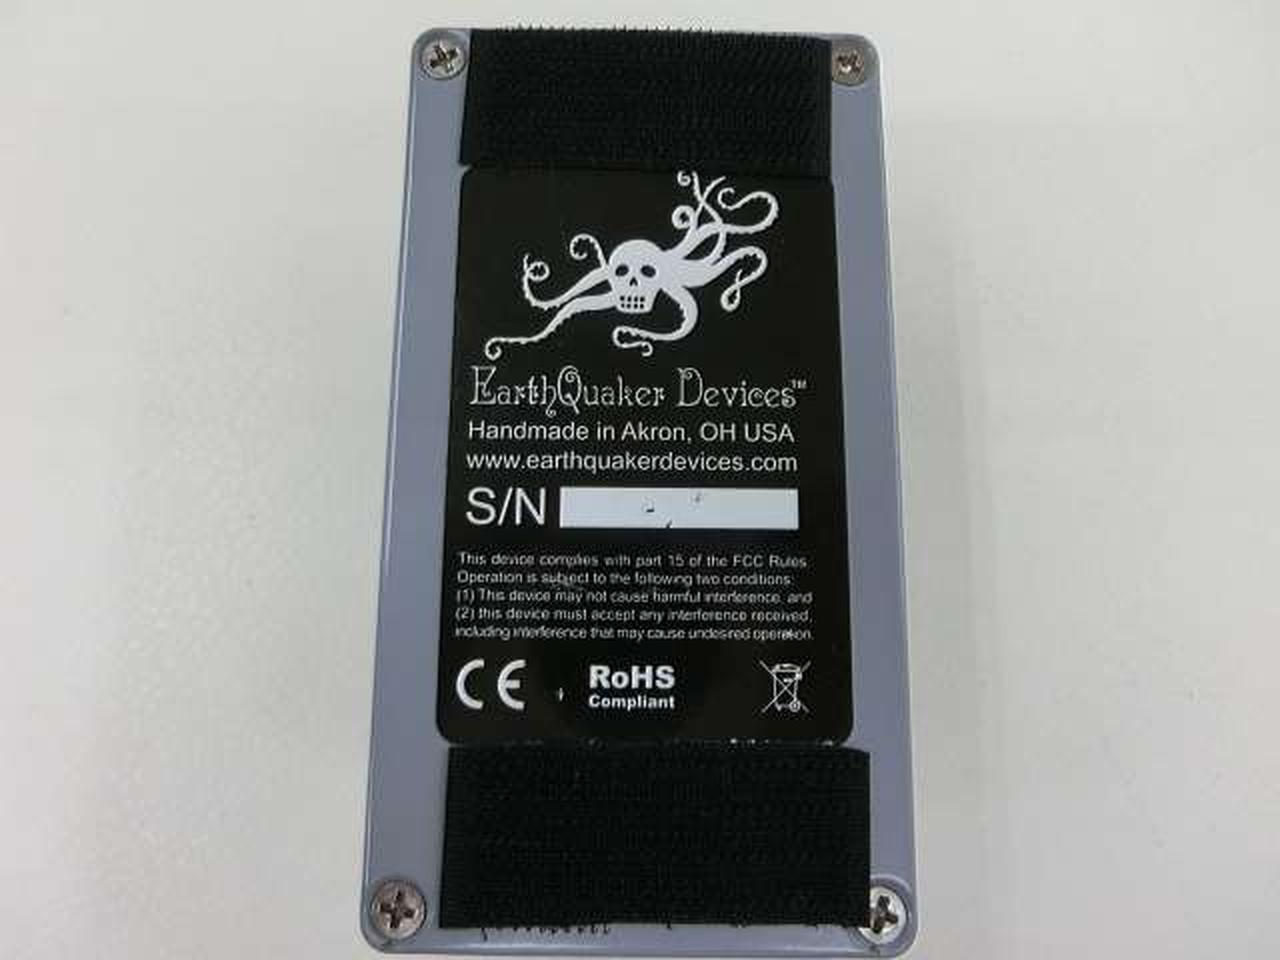 EarthQuaker Devices™
Handmade in Akron, OH USA
www.earthquakerdevices.com
S/N
This device complies with part 15 of the FCC Rules.
Operation is subject to the following two conditions:
(1) This device may not cause harmful interference, and
(2) this device must accept any interference received,
including interference that may cause undesired operation.
CE
RoHS
Compliant